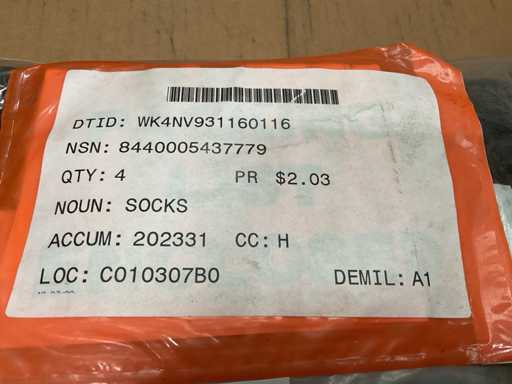 DTID: WK4NV931160116
NSN: 8440005437779
QTY: 4 PR $2.03
NOUN: SOCKS
ACCUM: 202331 CC: H
LOC: C010307B0 DEMIL: A1